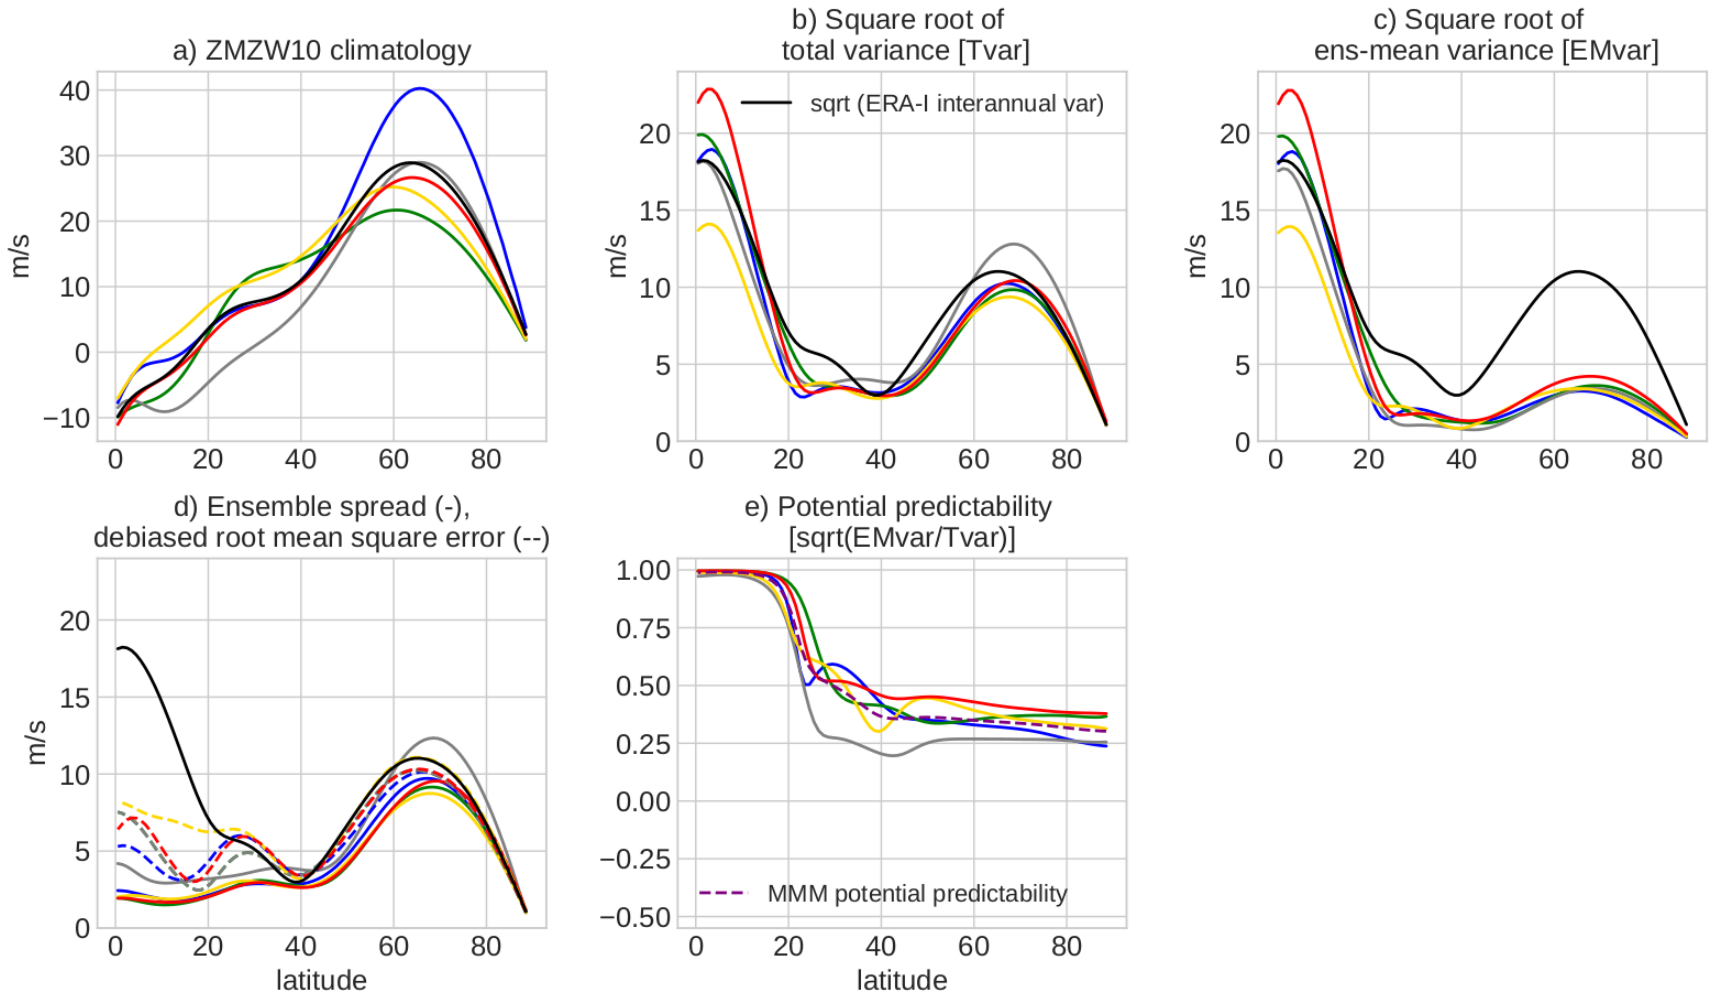 a) ZMZW10 climatology
m/s
40
30
20
10
0
−10
0 20 40 60 80
b) Square root of
total variance [Tvar]
sqrt (ERA-I interannual var)
m/s
20
15
10
5
0
0 20 40 60 80
c) Square root of
ens-mean variance [EMvar]
m/s
20
15
10
5
0
0 20 40 60 80
d) Ensemble spread (-),
debiased root mean square error (--)
m/s
20
15
10
5
0
0 20 40 60 80
latitude
e) Potential predictability
[sqrt(EMvar/Tvar)]
1.00
0.75
0.50
0.25
0.00
−0.25
−0.50
MMM potential predictability
0 20 40 60 80
latitude